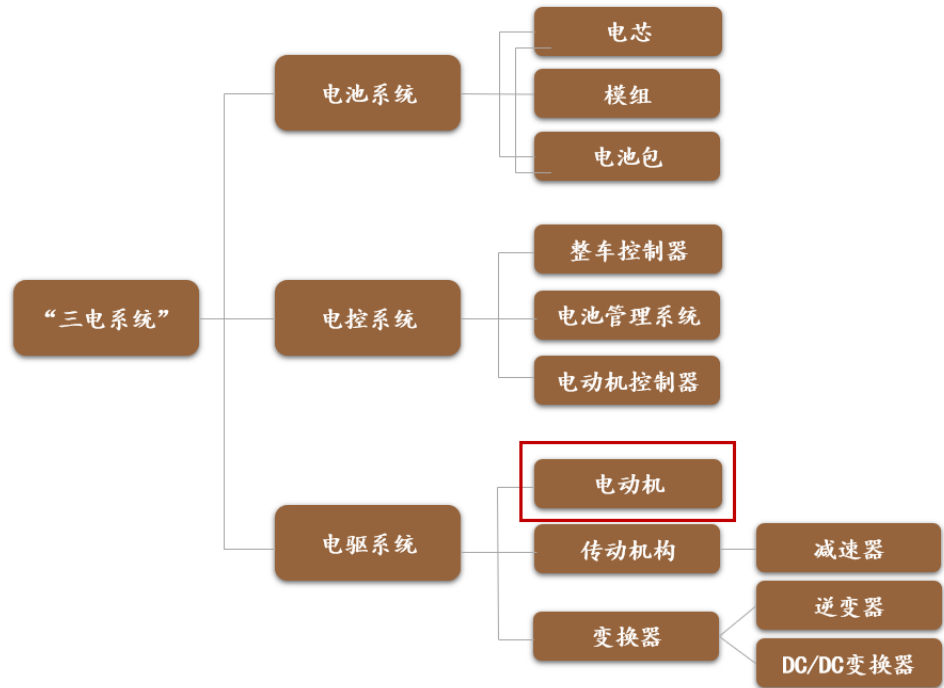 电芯
电池系统
模组
电池包
整车控制器
“三电系统”
电控系统
电池管理系统
电动机控制器
电动机
电驱系统
传动机构
减速器
变换器
逆变器
DC/DC变换器